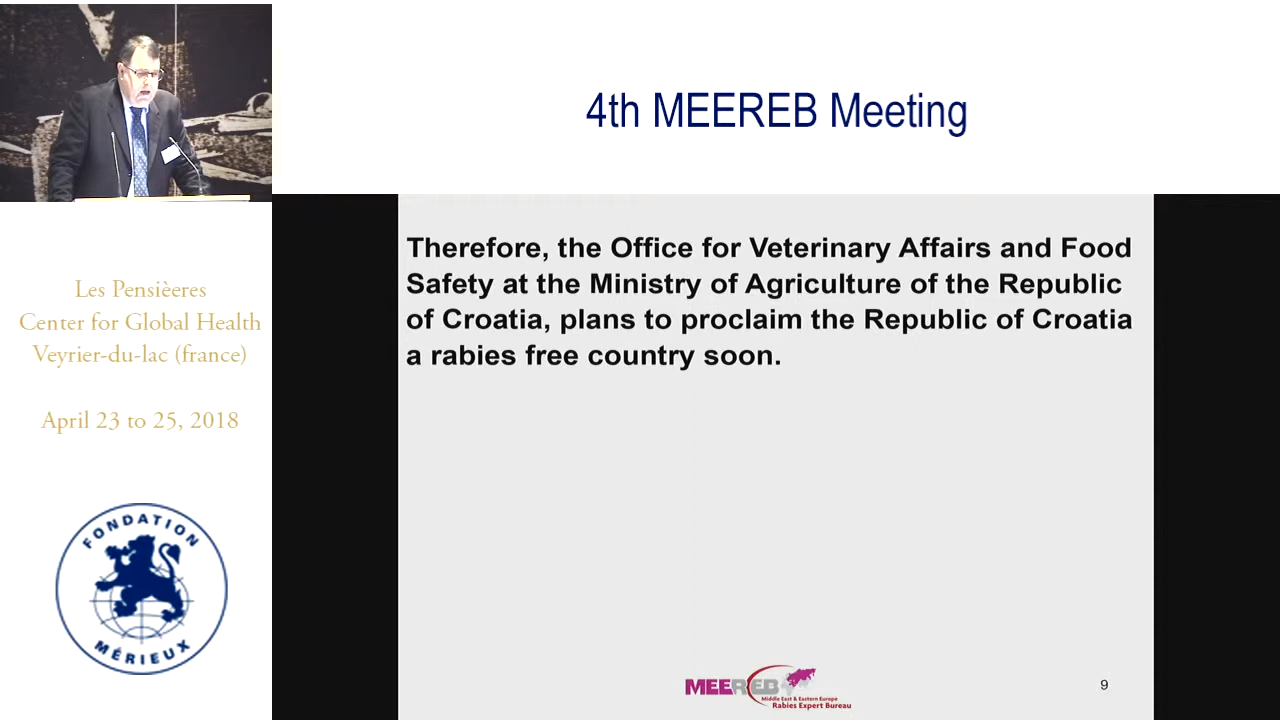 4th MEEREB Meeting
Therefore, the Office for Veterinary Affairs and Food
Safety at the Ministry of Agriculture of the Republic
of Croatia, plans to proclaim the Republic of Croatia
a rabies free country soon.
Les Pensièeres
Center for Global Health
Veyrier-du-lac (france)
April 23 to 25, 2018
FONDATION
MÉRIEUX
MEEREB
Middle East & Eastern Europe
Rabies Expert Bureau
9